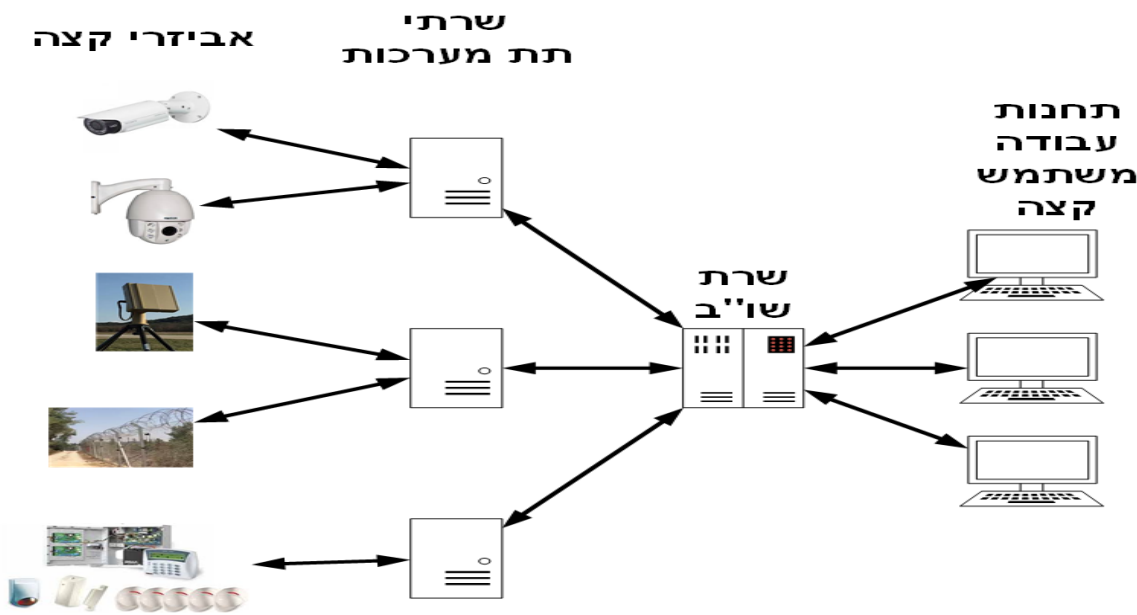 אביזרי קצה
שרתי
תת מערכות
תחנות
עבודה
משתמש
קצה
שרת
שו''ב